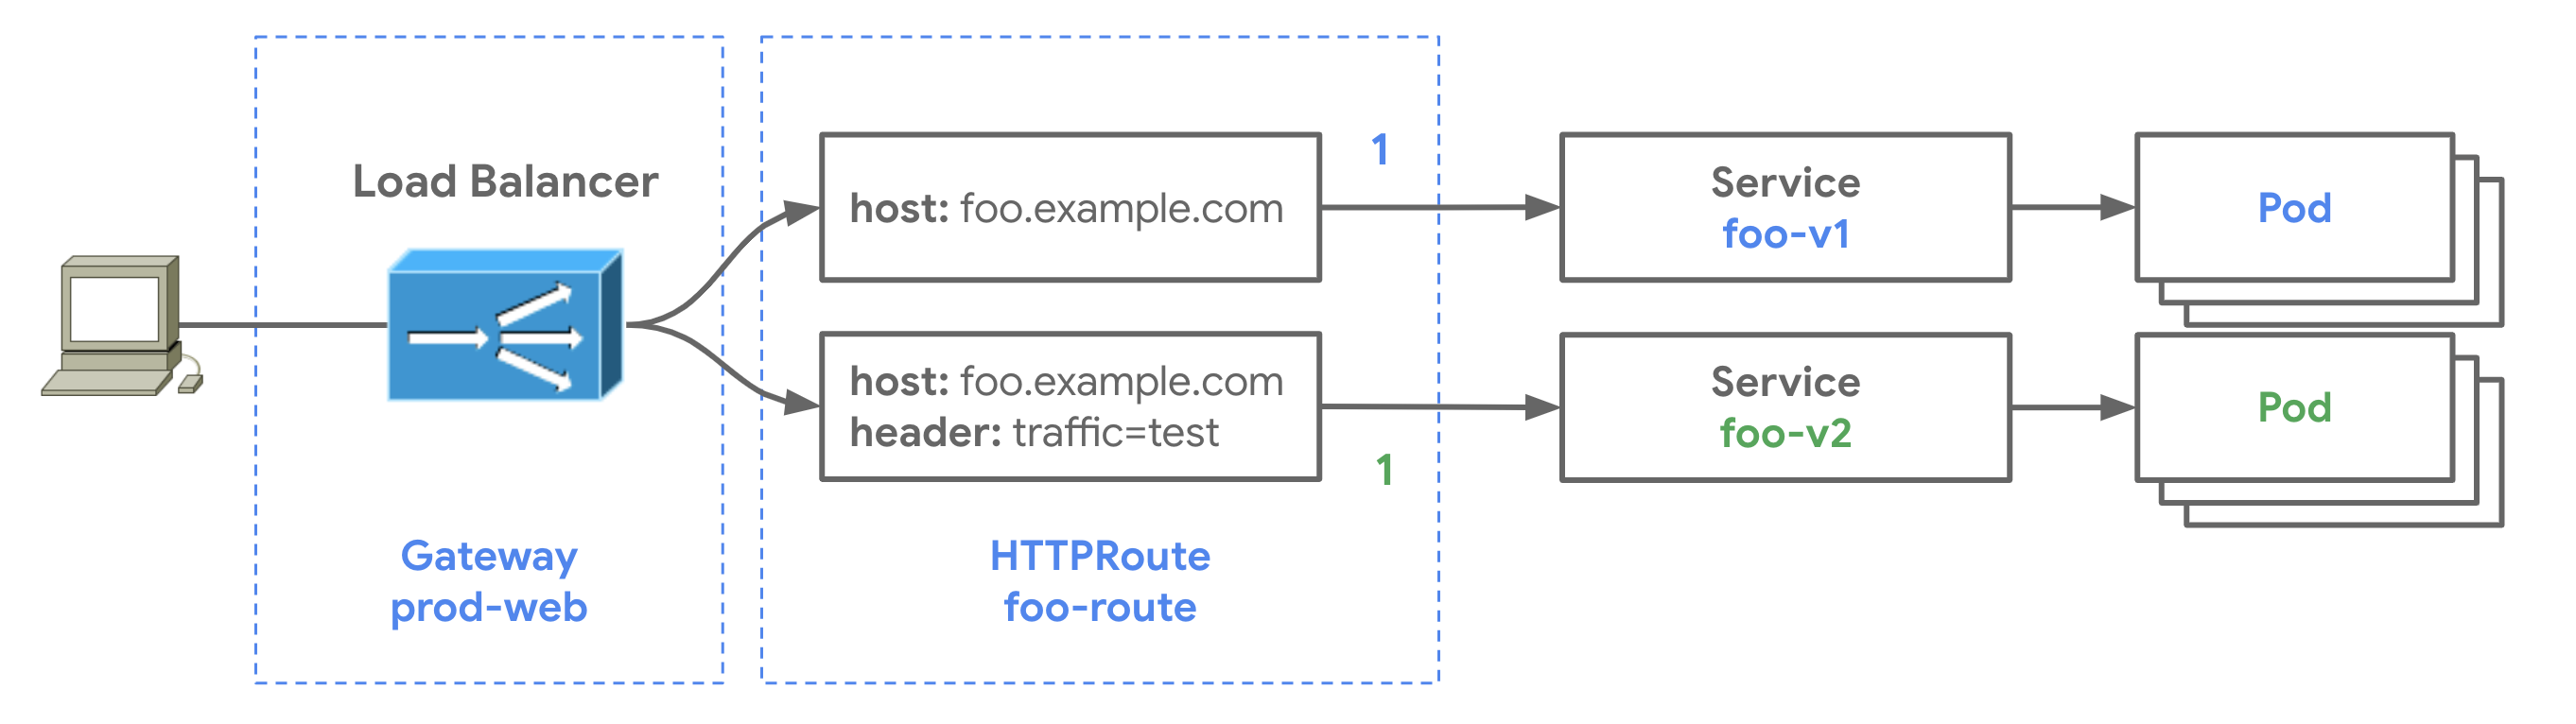 Load Balancer
Gateway
prod-web
host: foo.example.com
1
host: foo.example.com
header: traffic=test
1
HTTPRoute
foo-route
Service
foo-v1
Pod
Service
foo-v2
Pod